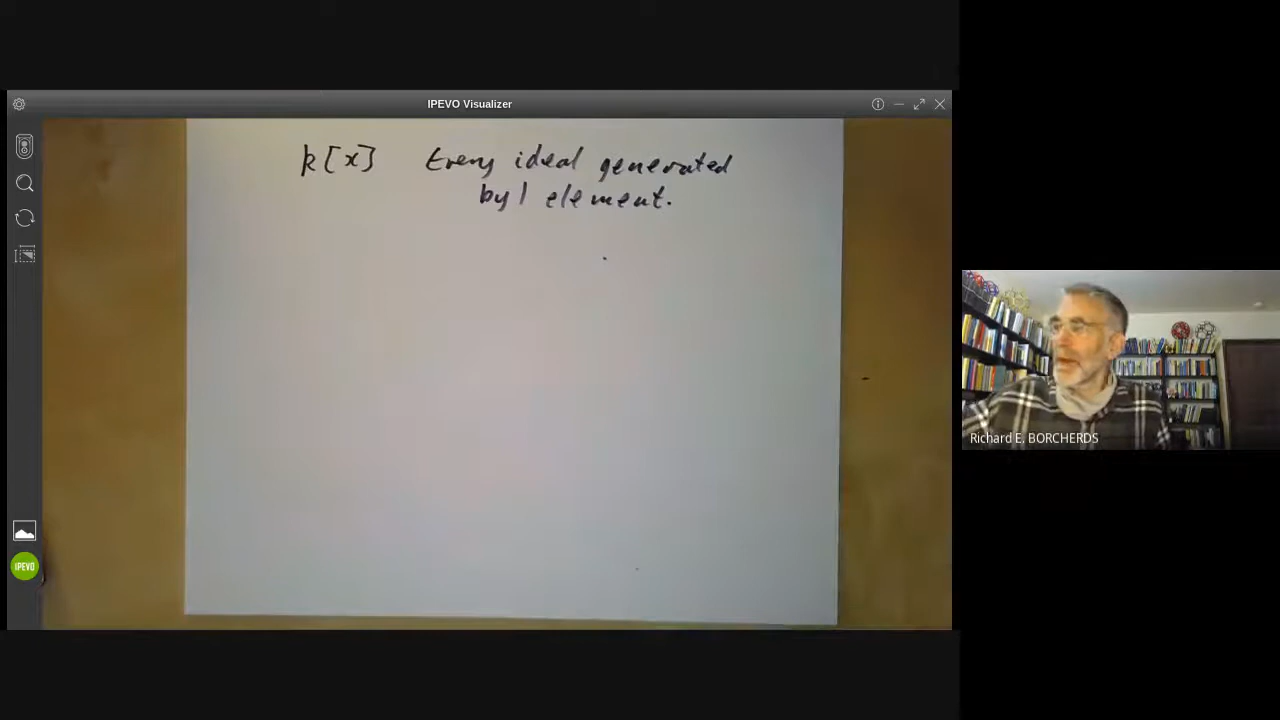 IPEVO Visualizer
k[x] Every ideal generated
by 1 element.
IPEVO
Richard E. BORCHERDS